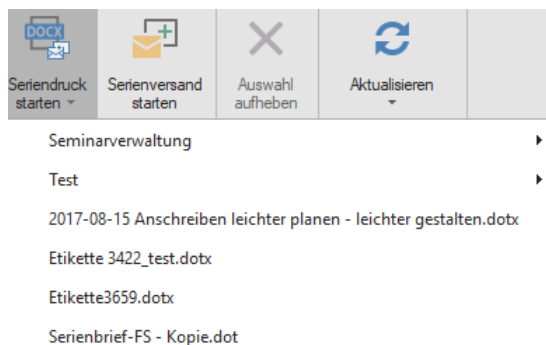 DOCX
Seriendruck starten
Serienversand starten
Auswahl aufheben
Aktualisieren
Seminarverwaltung
Test
2017-08-15 Anschreiben leichter planen - leichter gestalten.dotx
Etikette 3422_test.dotx
Etikette3659.dotx
Serienbrief-FS - Kopie.dot